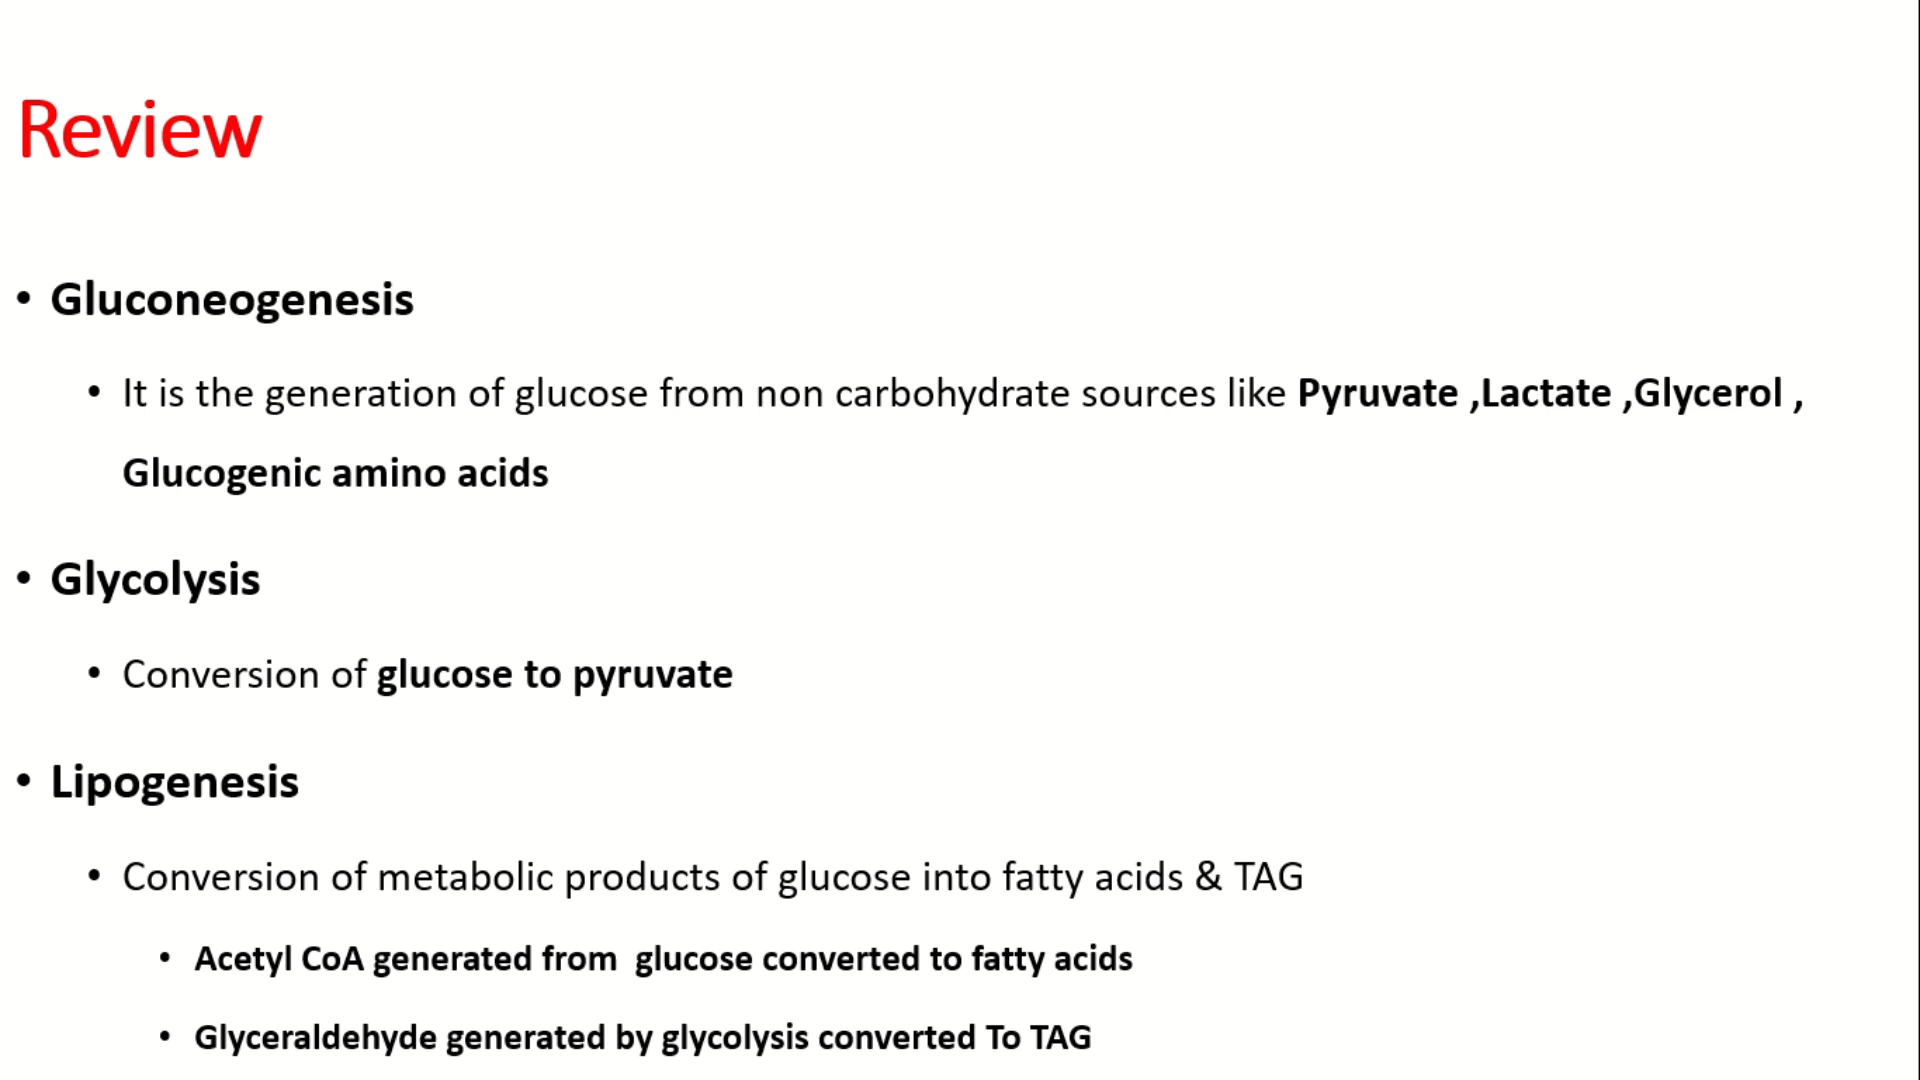 Review
• Gluconeogenesis
• It is the generation of glucose from non carbohydrate sources like Pyruvate ,Lactate ,Glycerol ,
Glucogenic amino acids
• Glycolysis
• Conversion of glucose to pyruvate
• Lipogenesis
• Conversion of metabolic products of glucose into fatty acids & TAG
• Acetyl CoA generated from  glucose converted to fatty acids
• Glyceraldehyde generated by glycolysis converted To TAG